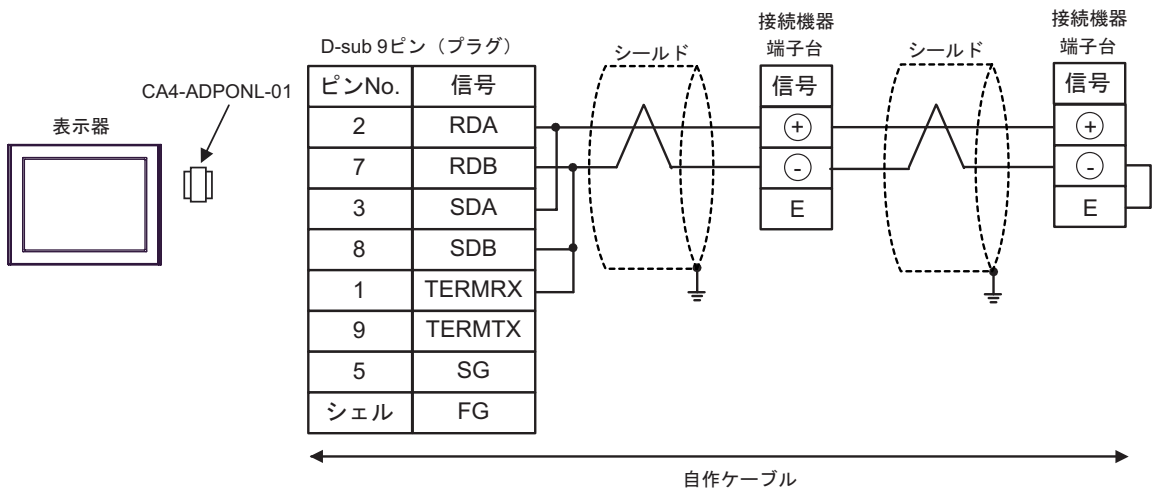 表示器
CA4-ADPONL-01
D-sub 9ピン（プラグ）
ピンNo. 信号
2 RDA
7 RDB
3 SDA
8 SDB
1 TERMRX
9 TERMTX
5 SG
シェル FG
シールド
接続機器
端子台
信号
+
-
E
シールド
接続機器
端子台
信号
+
-
E
自作ケーブル